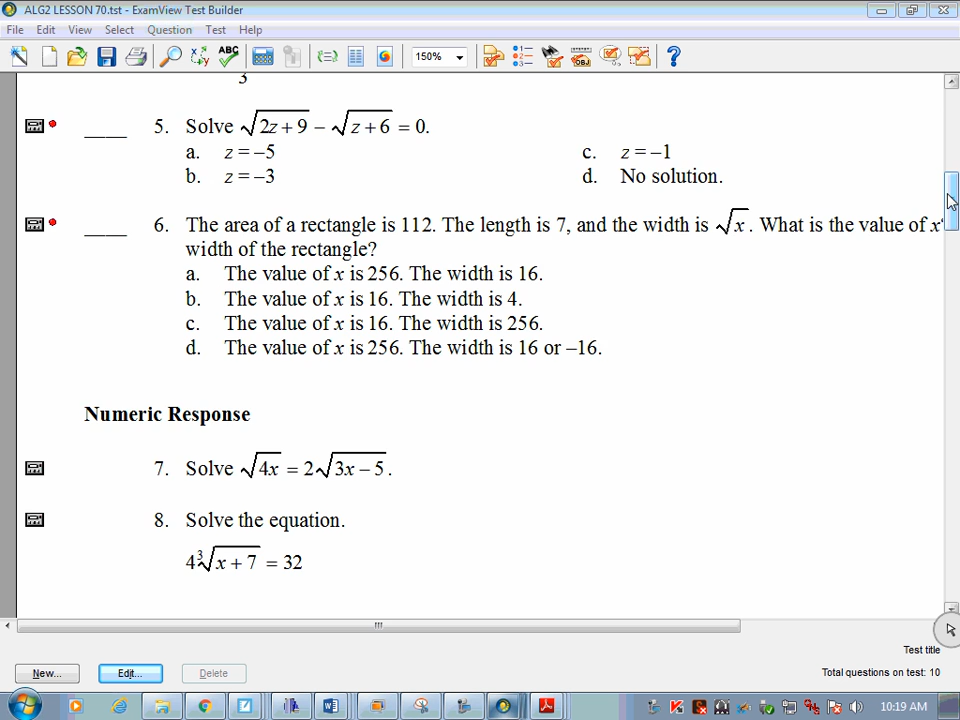 ALG2 LESSON 70.tst - ExamView Test Builder
File Edit View Select Question Test Help
ABC 150% OBJ ?
3
____ 5. Solve √(2z + 9) − √(z + 6) = 0.
a. z = −5 c. z = −1
b. z = −3 d. No solution.
____ 6. The area of a rectangle is 112. The length is 7, and the width is √x. What is the value of x
width of the rectangle?
a. The value of x is 256. The width is 16.
b. The value of x is 16. The width is 4.
c. The value of x is 16. The width is 256.
d. The value of x is 256. The width is 16 or −16.
Numeric Response
7. Solve √(4x) = 2√(3x − 5).
8. Solve the equation.
4∛(x + 7) = 32
Test title
New... Edit... Delete Total questions on test: 10
10:19 AM